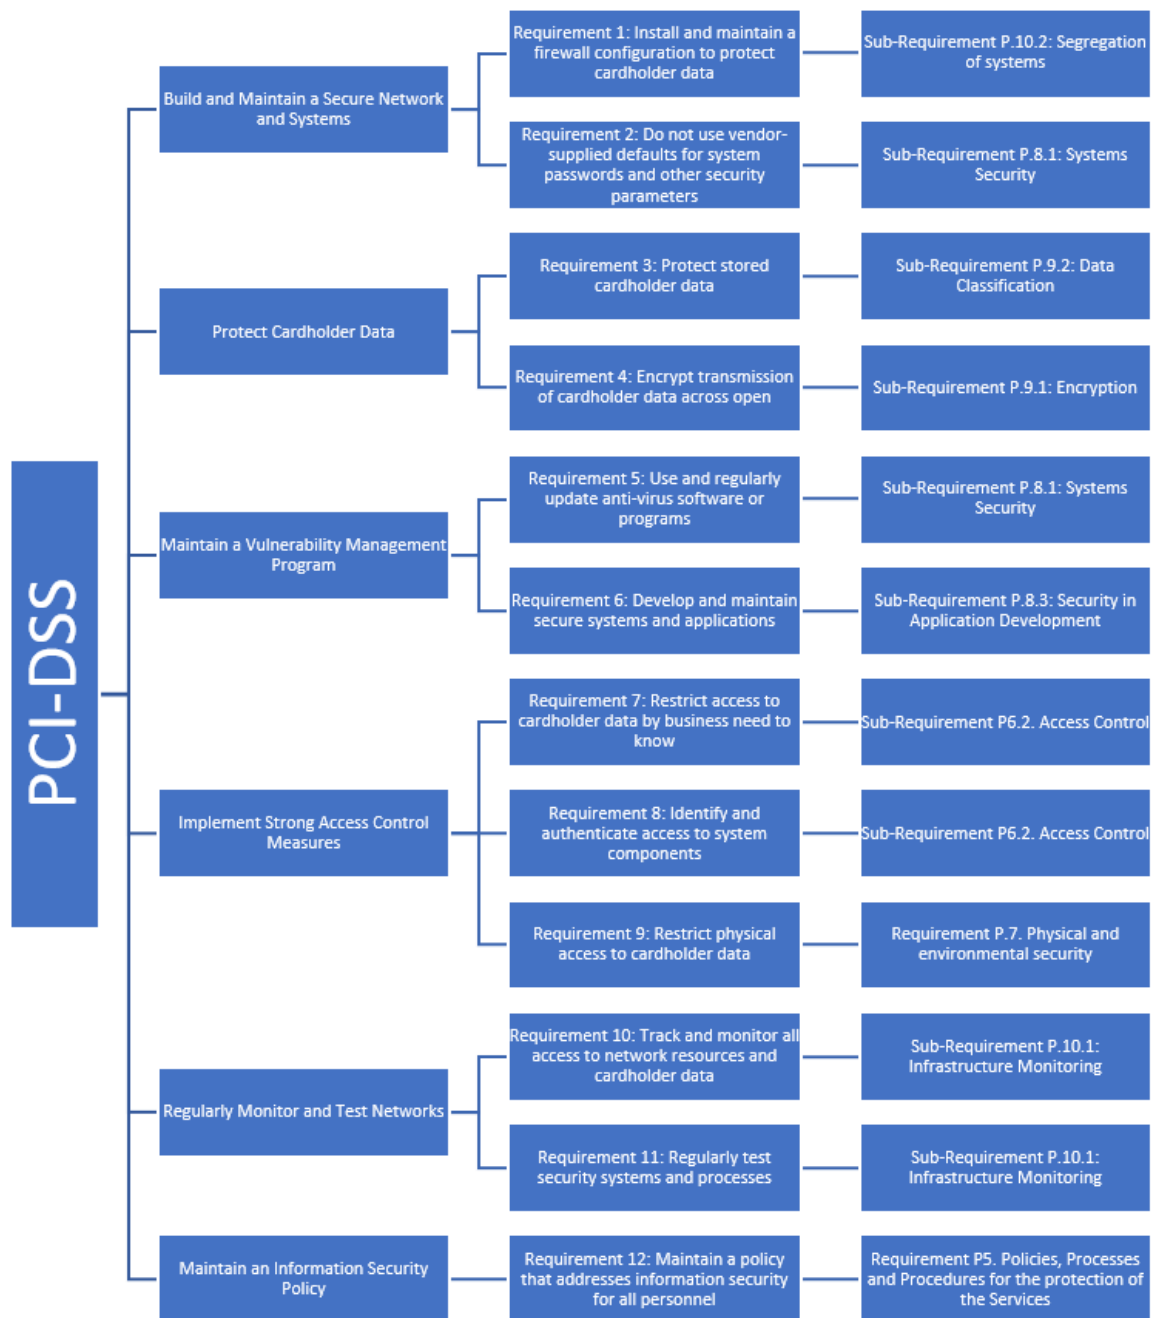 PCI-DSS
Build and Maintain a Secure Network
and Systems
Requirement 1: Install and maintain a
firewall configuration to protect
cardholder data
Sub-Requirement P.10.2: Segregation
of systems
Requirement 2: Do not use vendor-
supplied defaults for system
passwords and other security
parameters
Sub-Requirement P.8.1: Systems
Security
Protect Cardholder Data
Requirement 3: Protect stored
cardholder data
Sub-Requirement P.9.2: Data
Classification
Requirement 4: Encrypt transmission
of cardholder data across open
Sub-Requirement P.9.1: Encryption
Maintain a Vulnerability Management
Program
Requirement 5: Use and regularly
update anti-virus software or
programs
Sub-Requirement P.8.1: Systems
Security
Requirement 6: Develop and maintain
secure systems and applications
Sub-Requirement P.8.3: Security in
Application Development
Implement Strong Access Control
Measures
Requirement 7: Restrict access to
cardholder data by business need to
know
Sub-Requirement P6.2. Access Control
Requirement 8: Identify and
authenticate access to system
components
Sub-Requirement P6.2. Access Control
Requirement 9: Restrict physical
access to cardholder data
Requirement P.7. Physical and
environmental security
Regularly Monitor and Test Networks
Requirement 10: Track and monitor all
access to network resources and
cardholder data
Sub-Requirement P.10.1:
Infrastructure Monitoring
Requirement 11: Regularly test
security systems and processes
Sub-Requirement P.10.1:
Infrastructure Monitoring
Maintain an Information Security
Policy
Requirement 12: Maintain a policy
that addresses information security
for all personnel
Requirement P5. Policies, Processes
and Procedures for the protection of
the Services